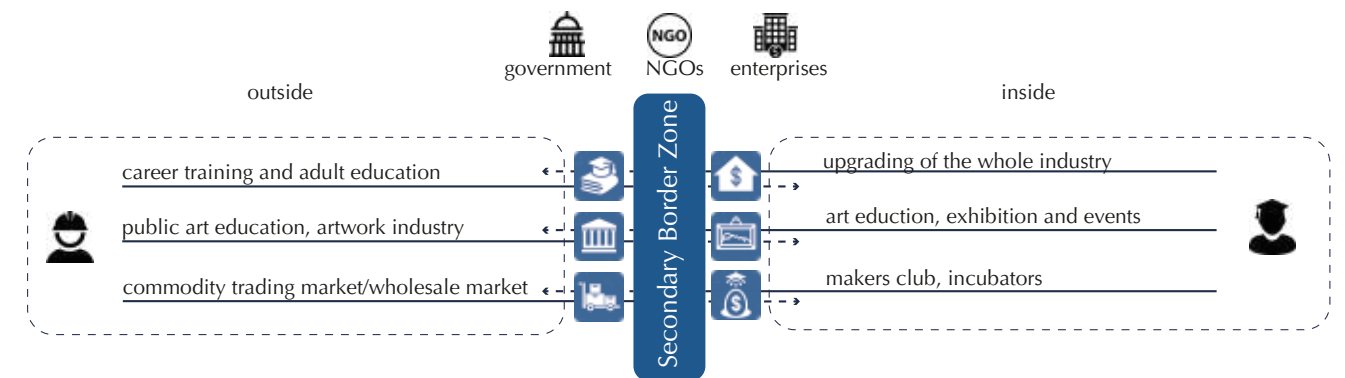 NGO
government NGOs enterprises
outside
inside
Secondary Border Zone
career training and adult education
upgrading of the whole industry
public art education, artwork industry
art eduction, exhibition and events
commodity trading market/wholesale market
makers club, incubators
$
$
$